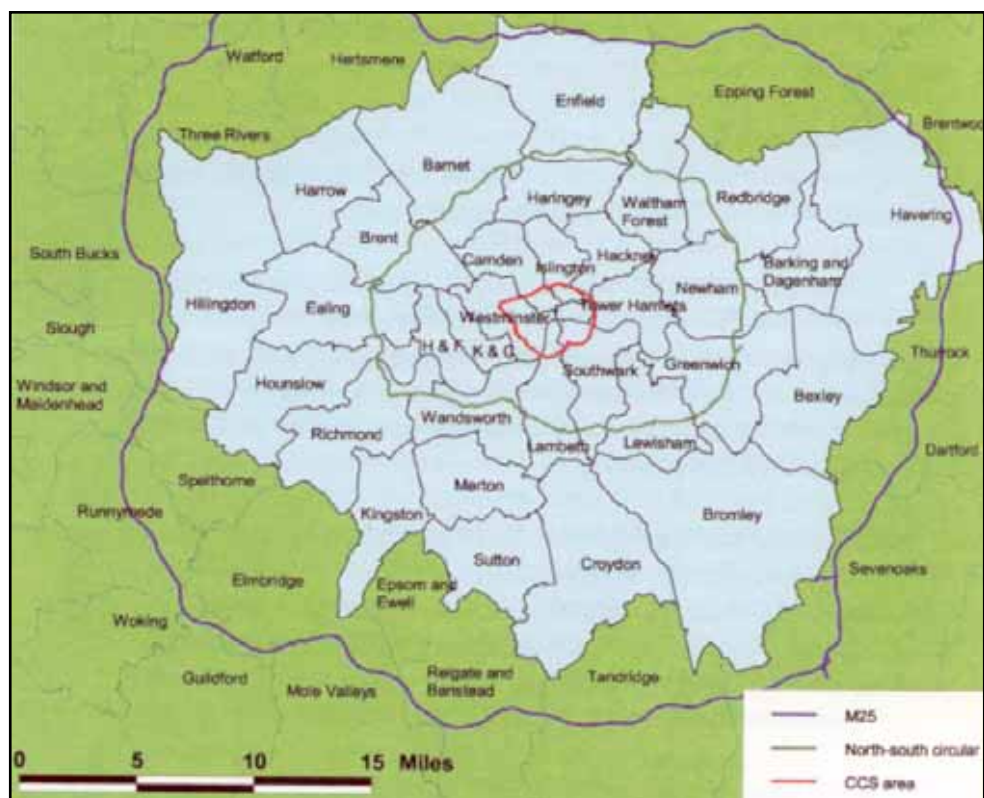 Watford
Hertsmere
Enfield
Epping Forest
Brentwoo
Three Rivers
Barnet
Harrow
Haringey
Waltham
Forest
Redbridge
Havering
Brent
South Bucks
Camden
Hackney
Islington
Barking and
Dagenham
Newham
Hillingdon
Ealing
Tower Hamlets
Westminster
Slough
H & F
K & C
Southwark
Greenwich
Thurrock
Windsor and
Maidenhead
Hounslow
Bexley
Wandsworth
Richmond
Lambeth
Lewisham
Dartford
Spelthorne
Merton
Runnymede
Kingston
Bromley
Sutton
Croydon
Elmbridge
Epsom and
Ewell
Sevenoaks
Woking
Guildford
Mole Valleys
Reigate and
Banstead
Tandridge
M25
North-south circular
CCS area
0 5 10 15 Miles